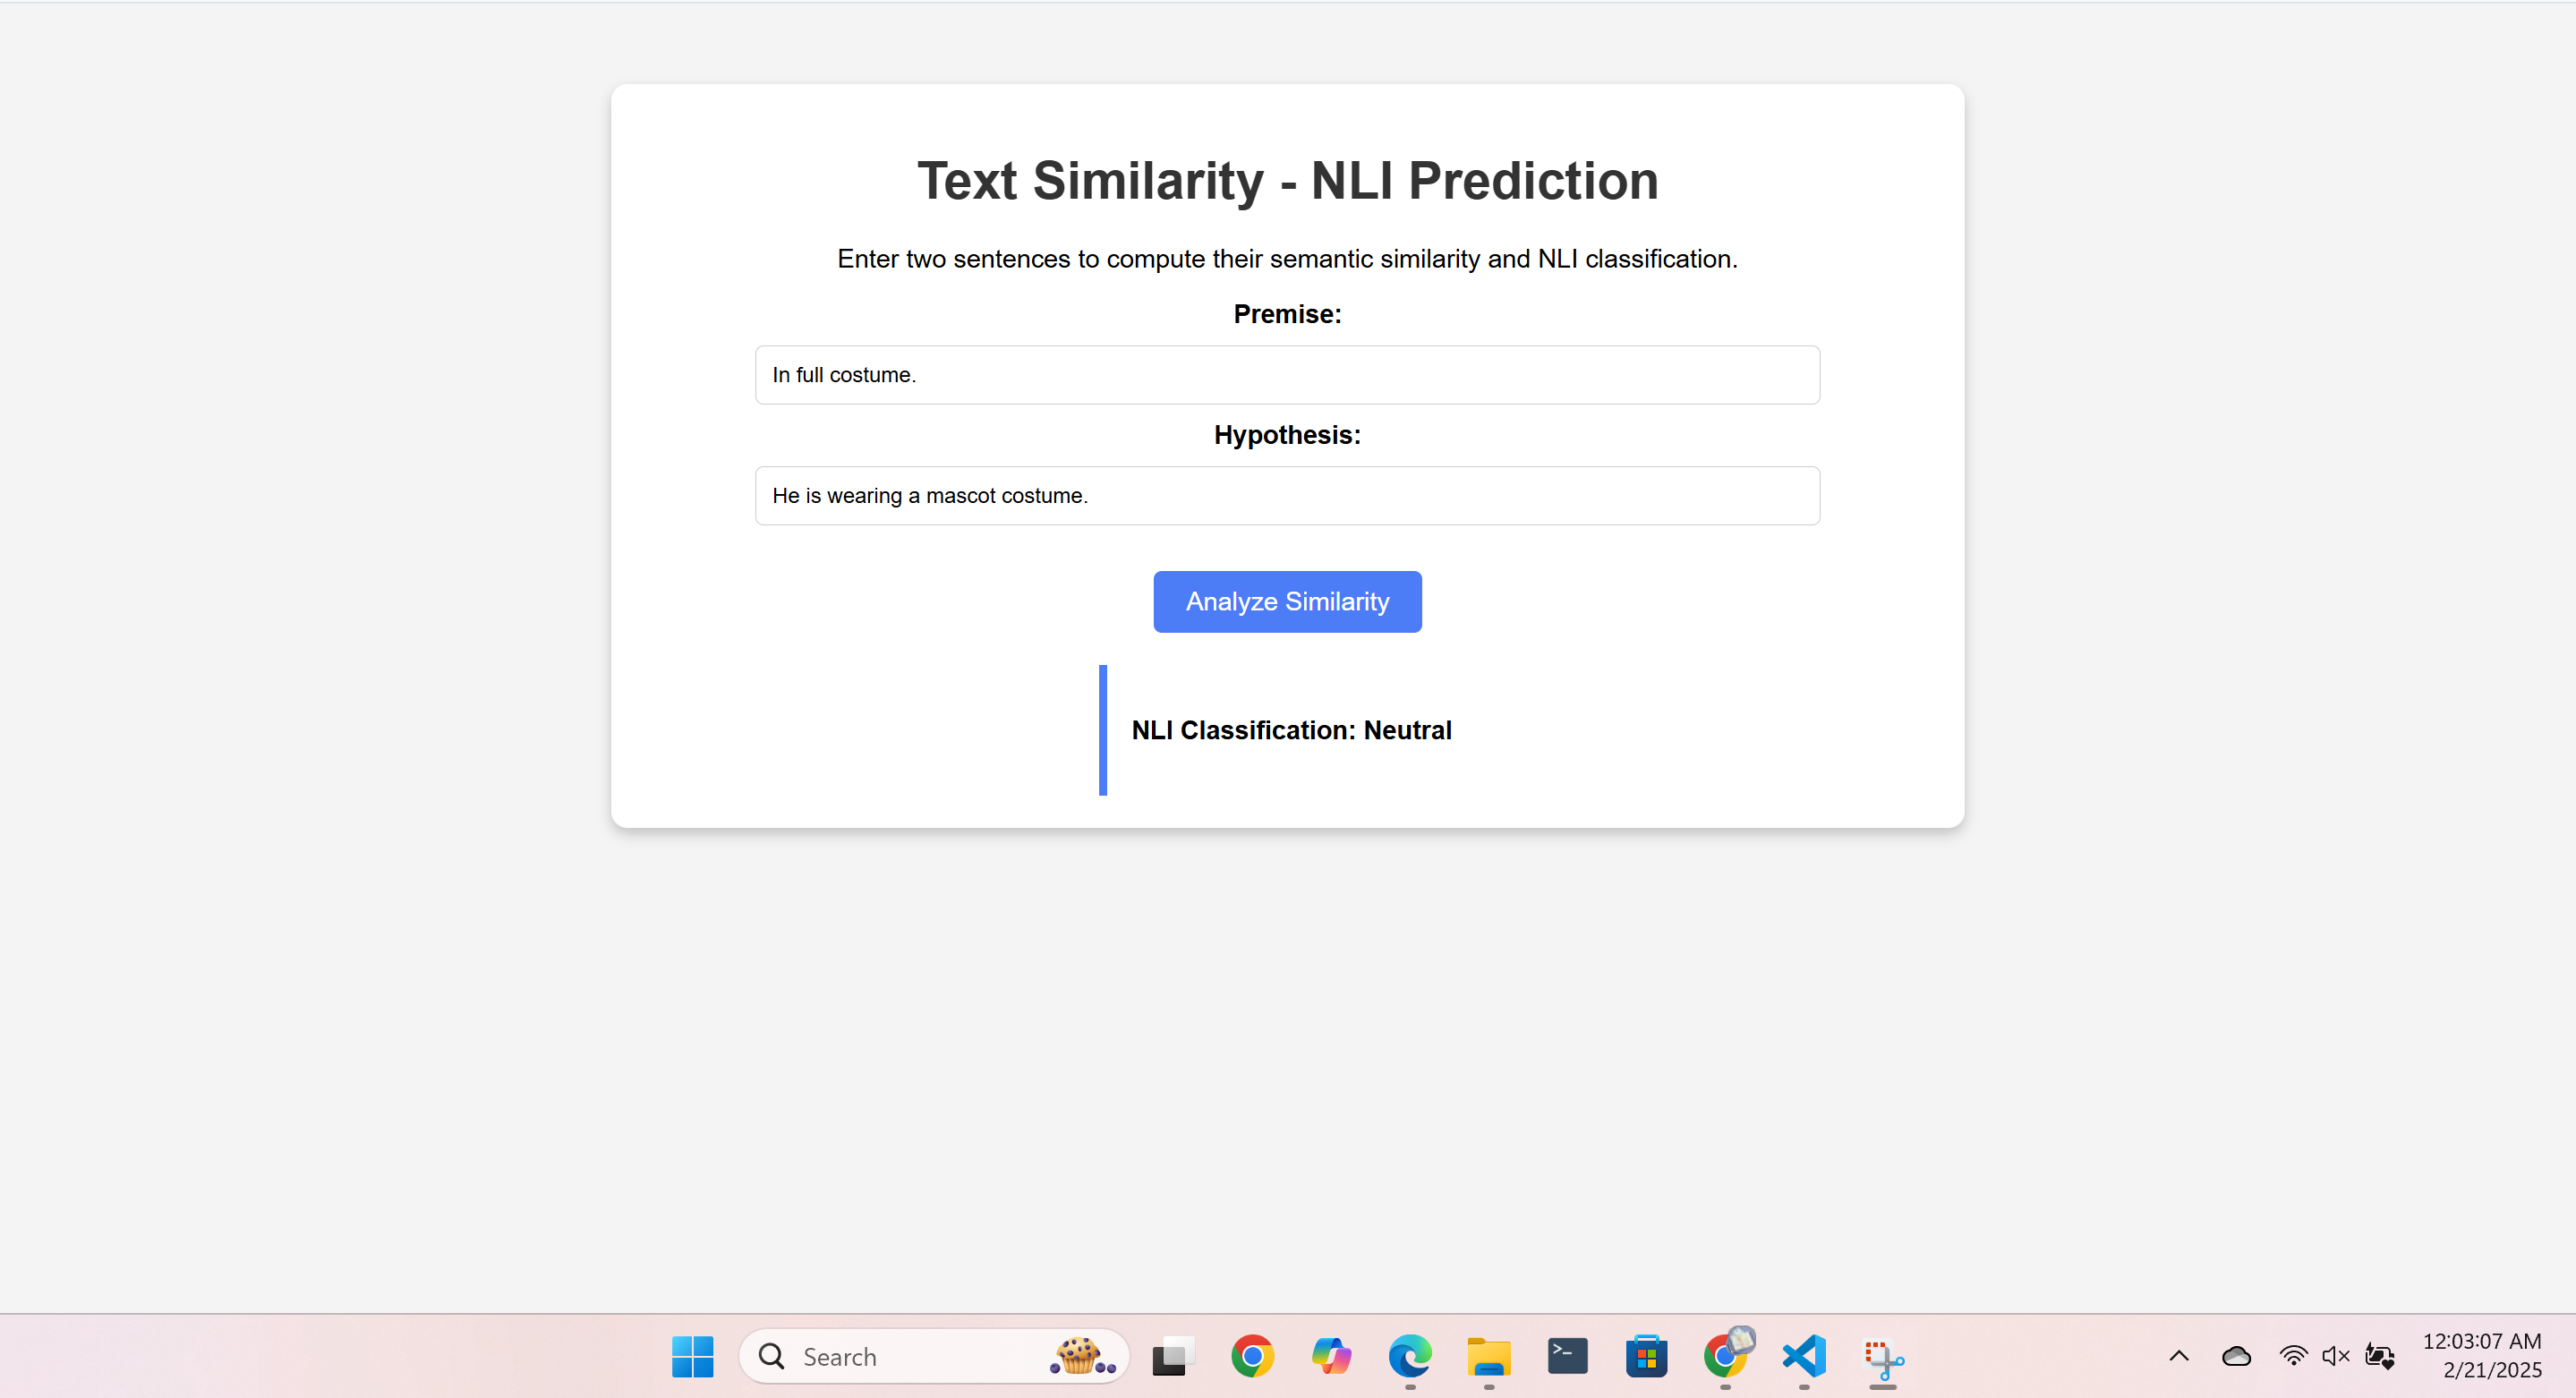 Text Similarity - NLI Prediction
Enter two sentences to compute their semantic similarity and NLI classification.
Premise:
In full costume.
Hypothesis:
He is wearing a mascot costume.
Analyze Similarity
NLI Classification: Neutral
Search
12:03:07 AM
2/21/2025